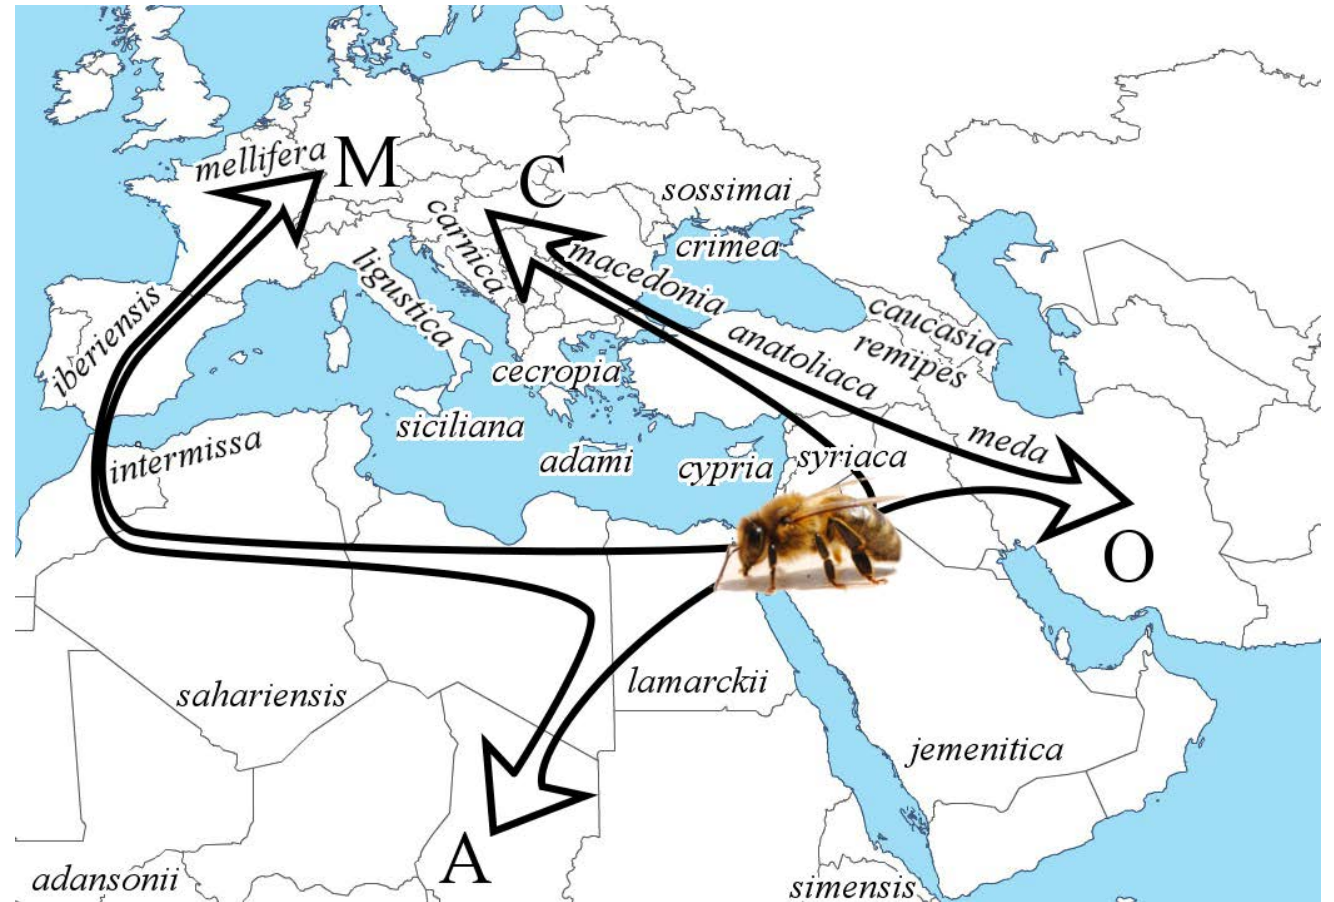 mellifera
M
C
sossimai
carnica
crimea
ligustica
macedonia
iberiensis
caucasia
anatoliaca
remipes
cecropia
siciliana
intermissa
meda
adami
cypria
syriaca
O
sahariensis
lamarckii
jemenitica
A
adansonii
simensis